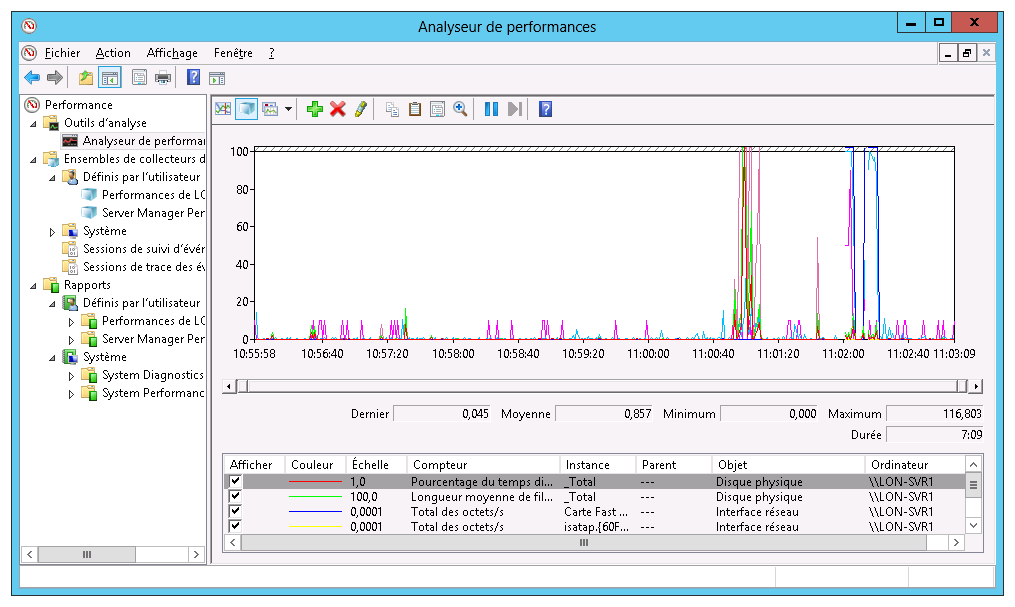 Analyseur de performances
Fichier Action Affichage Fenêtre ?
Performance
Outils d'analyse
Analyseur de performar
Ensembles de collecteurs d
Définis par l'utilisateur
Performances de LO
Server Manager Per
Système
Sessions de suivi d'évér
Sessions de trace des év
Rapports
Définis par l'utilisateur
Performances de LO
Server Manager Per
Système
System Diagnostics
System Performanc
100
80
60
40
20
0
10:55:58 10:56:40 10:57:20 10:58:00 10:58:40 10:59:20 11:00:00 11:00:40 11:01:20 11:02:00 11:02:40 11:03:09
Dernier 0,045 Moyenne 0,857 Minimum 0,000 Maximum 116,803
Durée 7:09
Afficher Couleur Échelle Compteur Instance Parent Objet Ordinateur
1,0 Pourcentage du temps di... _Total --- Disque physique \\LON-SVR1
100,0 Longueur moyenne de fil... _Total --- Disque physique \\LON-SVR1
0,0001 Total des octets/s Carte Fast ... --- Interface réseau \\LON-SVR1
0,0001 Total des octets/s isatap.{60F... --- Interface réseau \\LON-SVR1